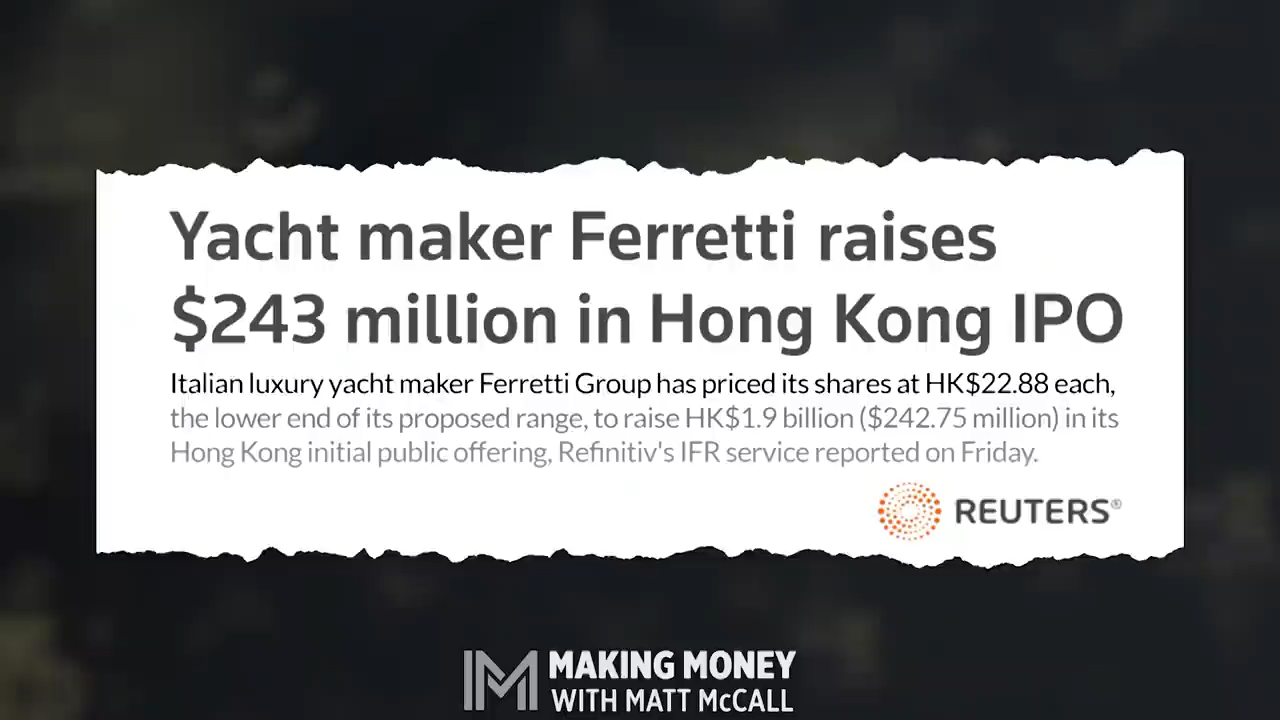 Yacht maker Ferretti raises
$243 million in Hong Kong IPO
Italian luxury yacht maker Ferretti Group has priced its shares at HK$22.88 each,
the lower end of its proposed range, to raise HK$1.9 billion ($242.75 million) in its
Hong Kong initial public offering, Refinitiv's IFR service reported on Friday.
REUTERS®
MAKING MONEY
WITH MATT McCALL